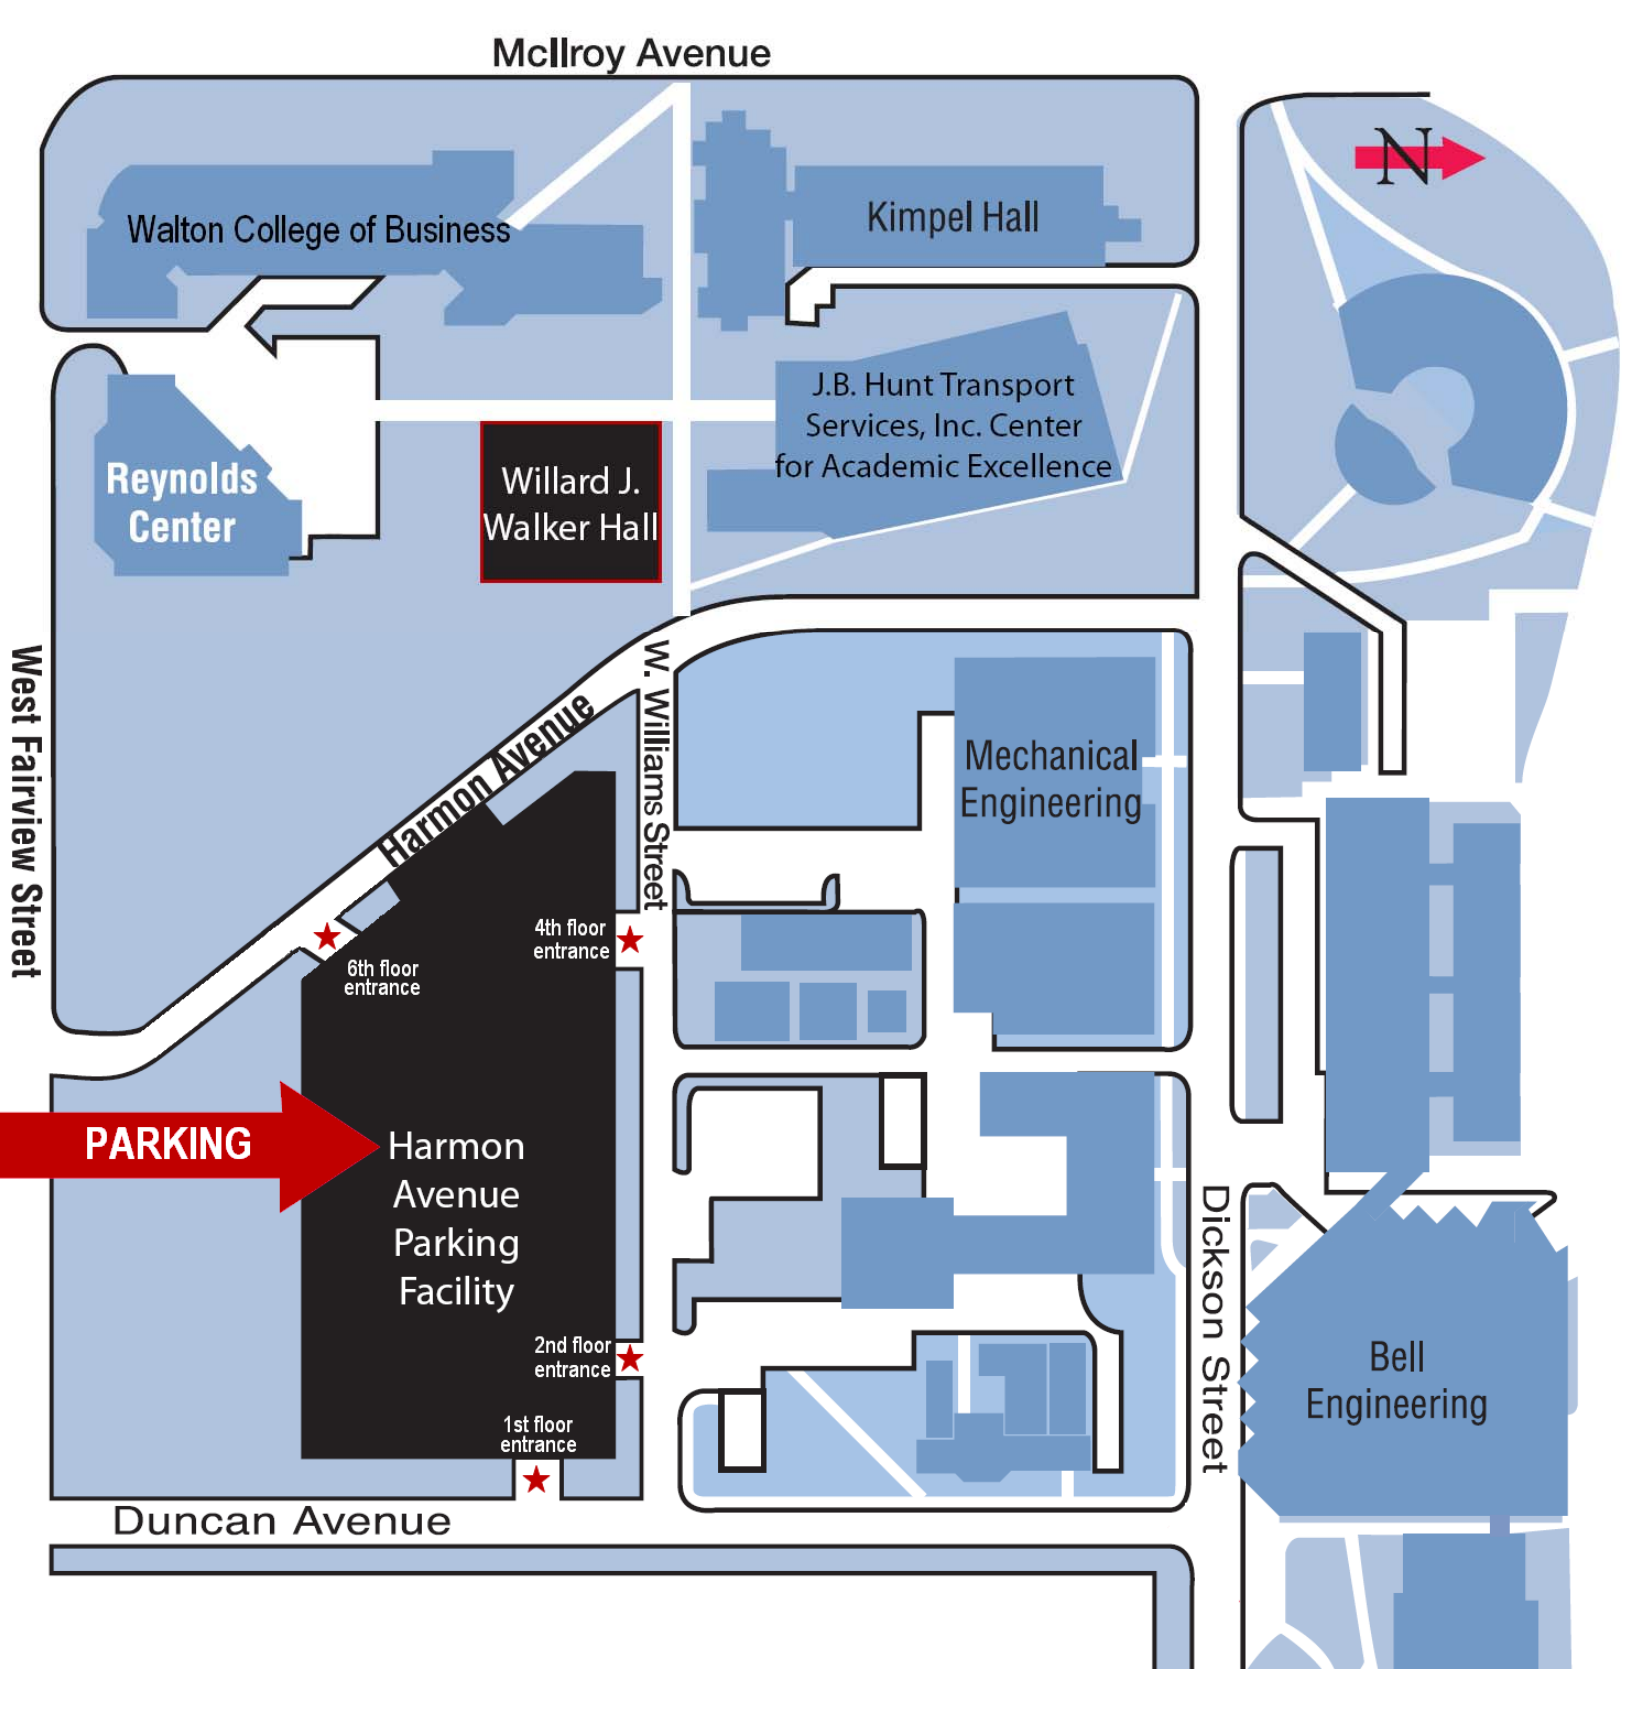 McIlroy Avenue
N
Walton College of Business
Kimpel Hall
J.B. Hunt Transport
Services, Inc. Center
for Academic Excellence
Reynolds
Center
Willard J.
Walker Hall
West Fairview Street
Harmon Avenue
W. Williams Street
Mechanical
Engineering
4th floor
entrance
6th floor
entrance
PARKING
Harmon
Avenue
Parking
Facility
Dickson Street
2nd floor
entrance
Bell
Engineering
1st floor
entrance
Duncan Avenue